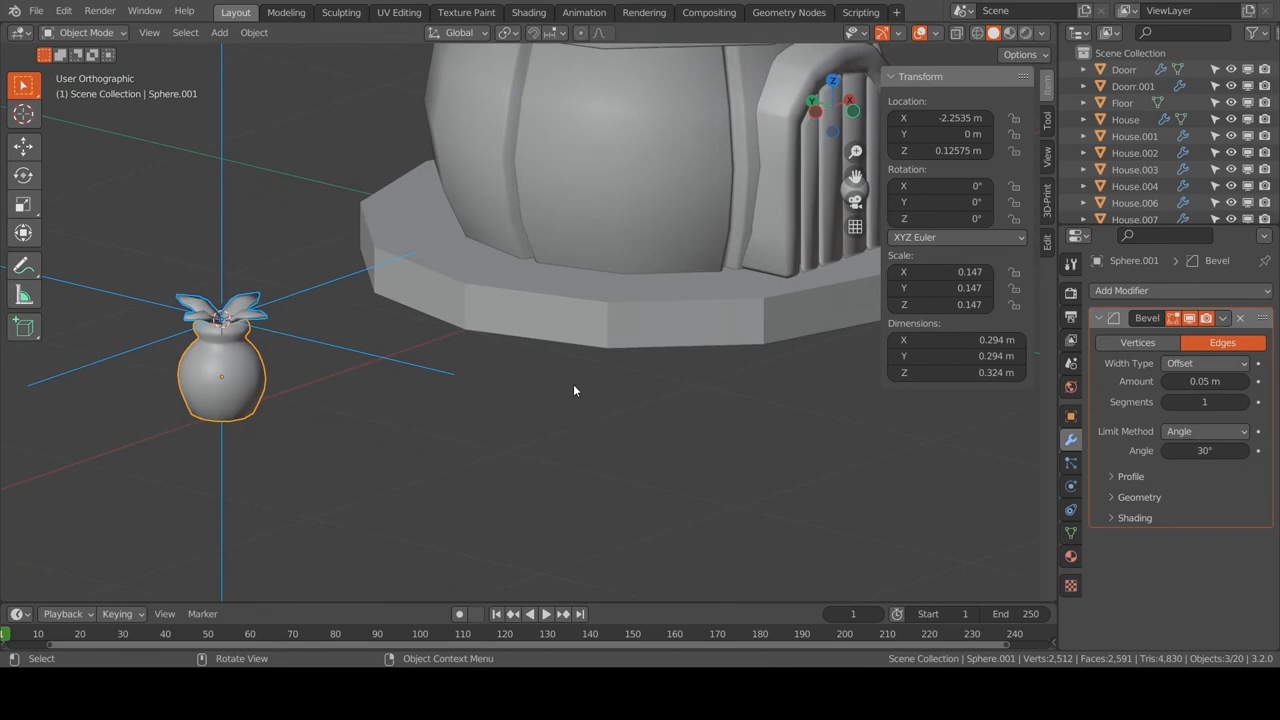 File Edit Render Window Help Layout Modeling Sculpting UV Editing Texture Paint Shading Animation Rendering Compositing Geometry Nodes Scripting + Scene ViewLayer
Object Mode View Select Add Object Global
Options
User Orthographic
(1) Scene Collection | Sphere.001
Transform
Location:
X -2.2535 m
Y 0 m
Z 0.12575 m
Rotation:
X 0°
Y 0°
Z 0°
XYZ Euler
Scale:
X 0.147
Y 0.147
Z 0.147
Dimensions:
X 0.294 m
Y 0.294 m
Z 0.324 m
Item
Tool
View
3D-Print
Edit
Z
Y
X
Scene Collection
Doorr
Doorr.001
Floor
House
House.001
House.002
House.003
House.004
House.006
House.007
Sphere.001 Bevel
Add Modifier
Bevel
Vertices Edges
Width Type Offset
Amount 0.05 m
Segments 1
Limit Method Angle
Angle 30°
Profile
Geometry
Shading
Playback Keying View Marker 1 Start 1 End 250
1 10 20 30 40 50 60 70 80 90 100 110 120 130 140 150 160 170 180 190 200 210 220 230 240
Select Rotate View Object Context Menu Scene Collection | Sphere.001 | Verts:2,512 | Faces:2,591 | Tris:4,830 | Objects:3/20 | 3.2.0